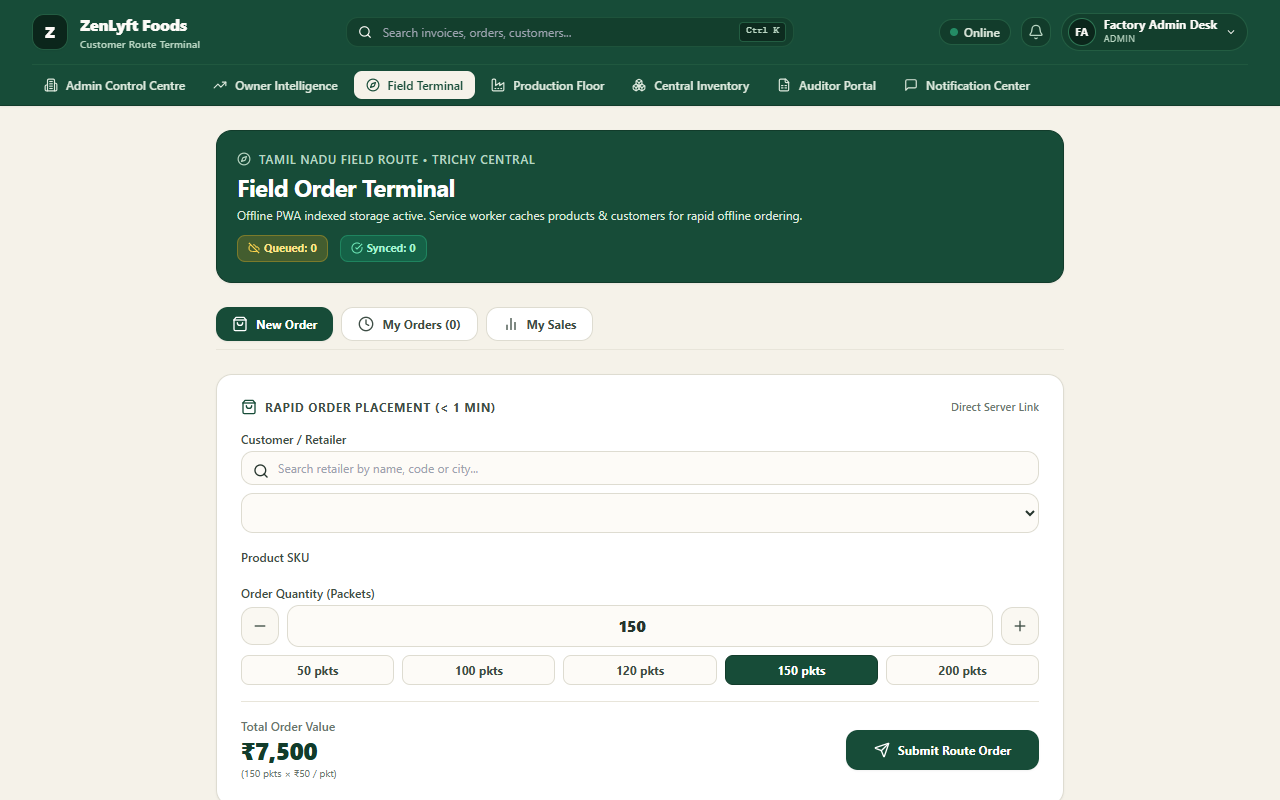 Z
ZenLyft Foods
Customer Route Terminal
Search invoices, orders, customers...
Ctrl K
Online
FA
Factory Admin Desk
ADMIN
Admin Control Centre
Owner Intelligence
Field Terminal
Production Floor
Central Inventory
Auditor Portal
Notification Center
TAMIL NADU FIELD ROUTE • TRICHY CENTRAL
Field Order Terminal
Offline PWA indexed storage active. Service worker caches products & customers for rapid offline ordering.
Queued: 0
Synced: 0
New Order
My Orders (0)
My Sales
RAPID ORDER PLACEMENT (< 1 MIN)
Direct Server Link
Customer / Retailer
Search retailer by name, code or city...
Product SKU
Order Quantity (Packets)
150
50 pkts
100 pkts
120 pkts
150 pkts
200 pkts
Total Order Value
₹7,500
(150 pkts × ₹50 / pkt)
Submit Route Order